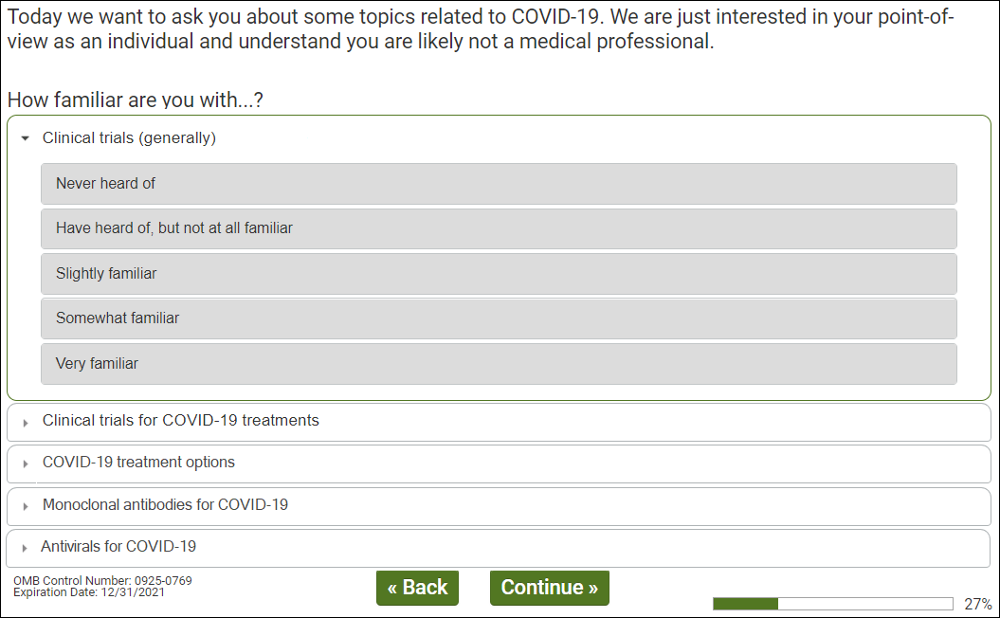 Today we want to ask you about some topics related to COVID-19. We are just interested in your point-of-
view as an individual and understand you are likely not a medical professional.
How familiar are you with...?
Clinical trials (generally)
Never heard of
Have heard of, but not at all familiar
Slightly familiar
Somewhat familiar
Very familiar
Clinical trials for COVID-19 treatments
COVID-19 treatment options
Monoclonal antibodies for COVID-19
Antivirals for COVID-19
OMB Control Number: 0925-0769
Expiration Date: 12/31/2021
« Back
Continue »
27%